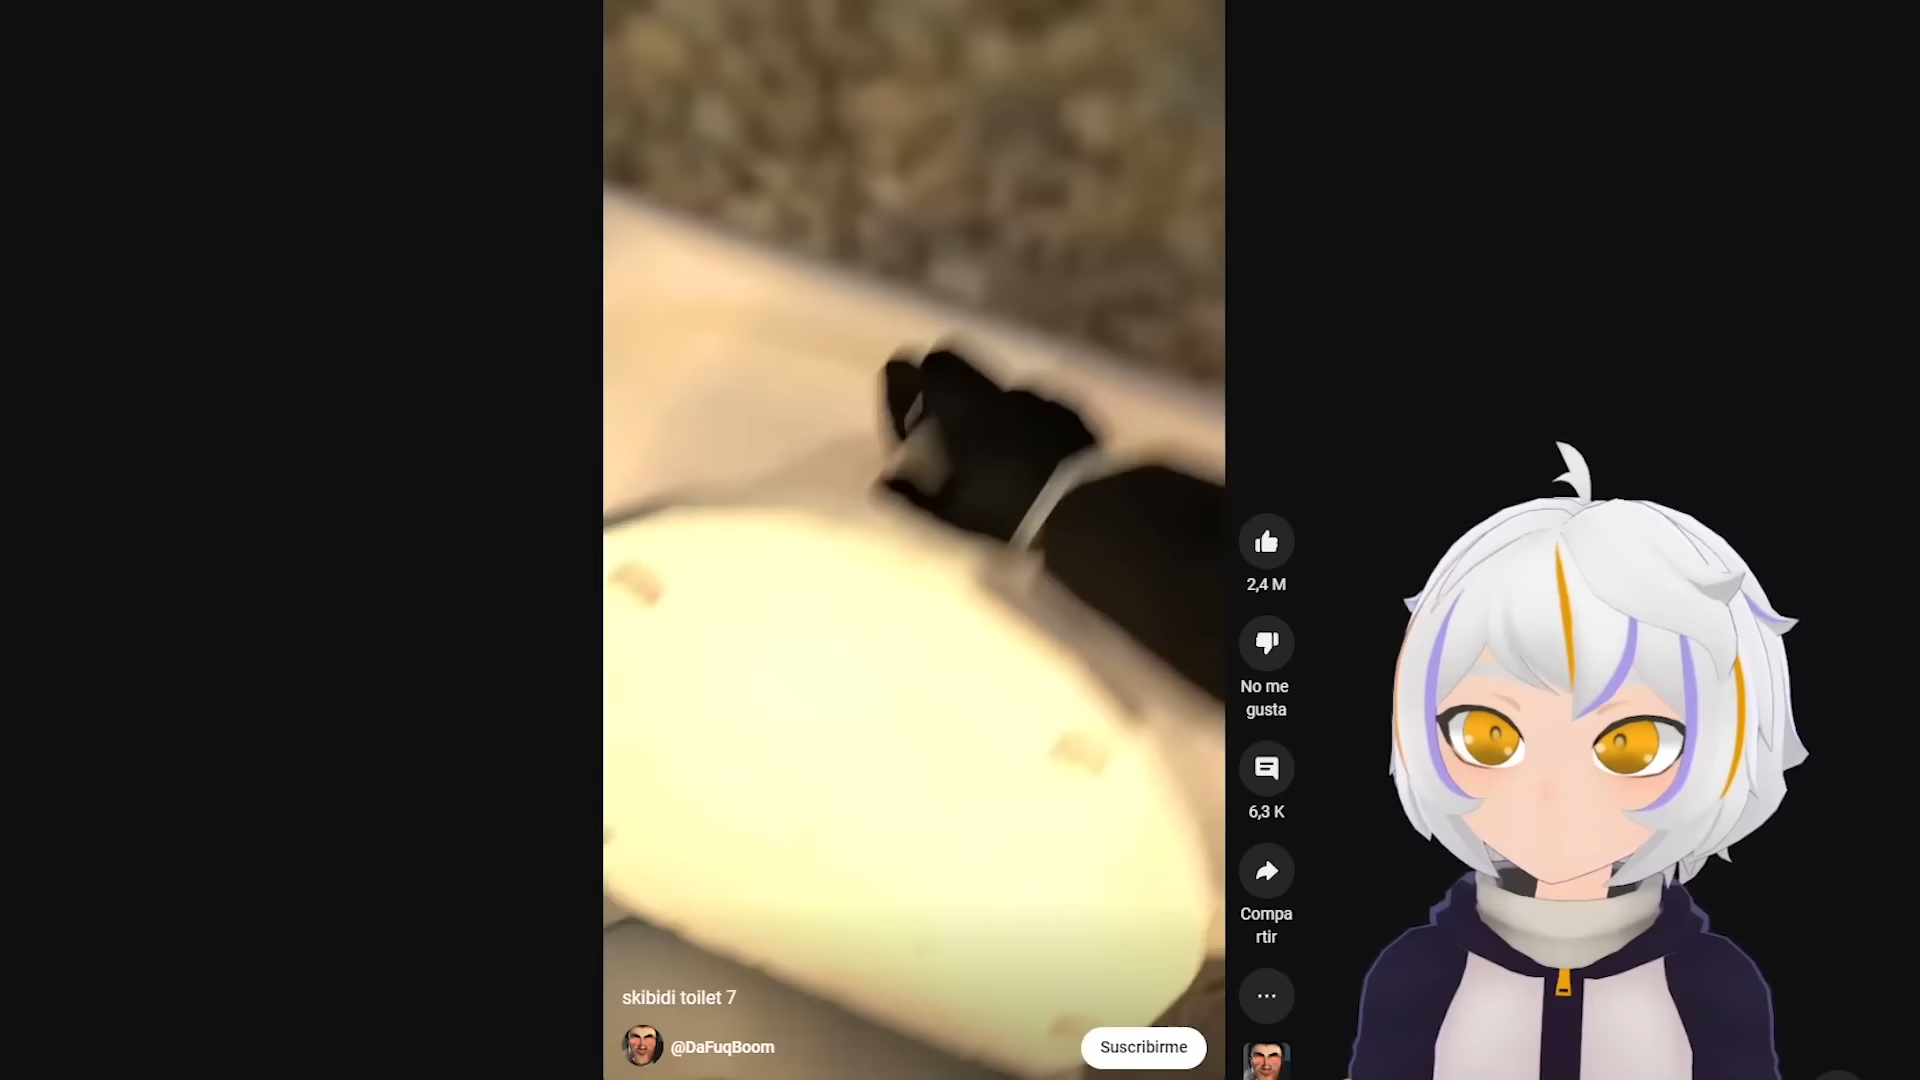 2,4 M
No me
gusta
6,3 K
Compa
rtir
skibidi toilet 7
@DaFuqBoom
Suscribirme